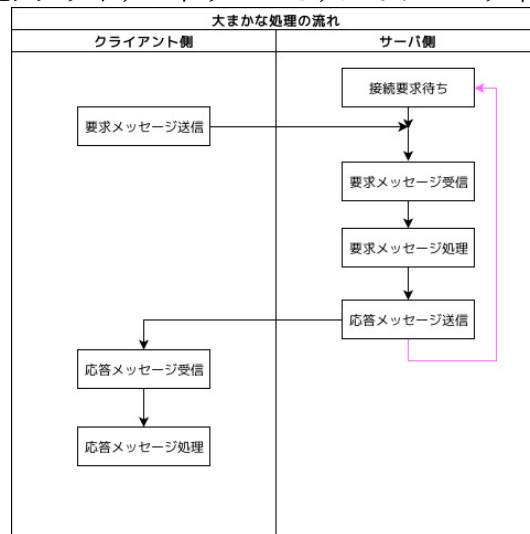 大まかな処理の流れ
クライアント側
サーバ側
接続要求待ち
要求メッセージ送信
要求メッセージ受信
要求メッセージ処理
応答メッセージ送信
応答メッセージ受信
応答メッセージ処理